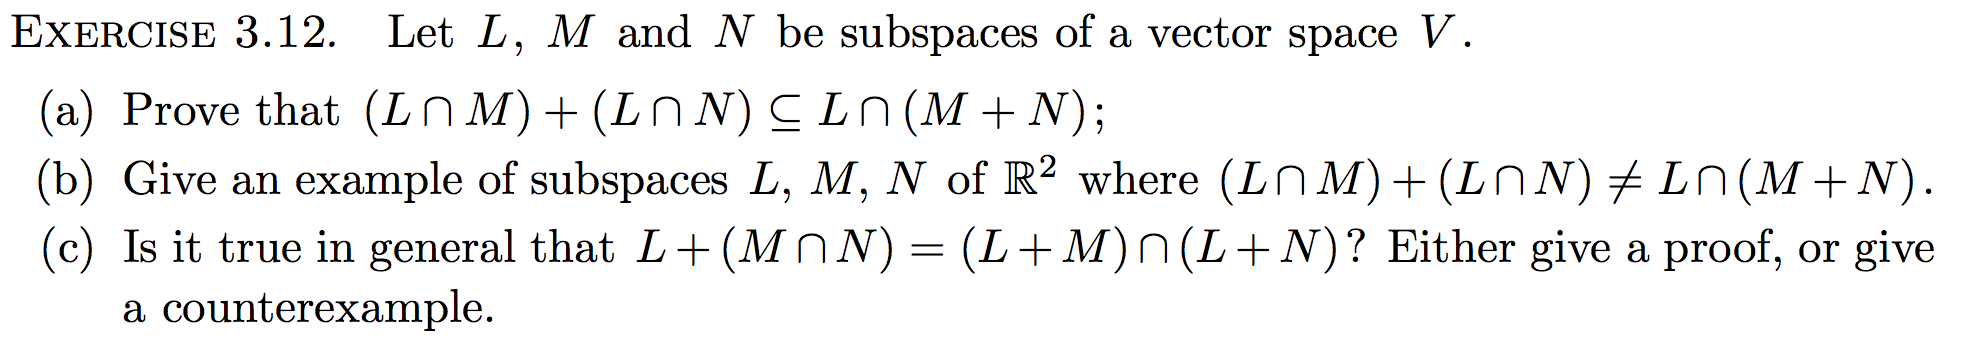 EXERCISE 3.12. Let L, M and N be subspaces of a vector space V.
(a) Prove that (L ∩ M) + (L ∩ N) ⊆ L ∩ (M + N);
(b) Give an example of subspaces L, M, N of ℝ² where (L ∩ M) + (L ∩ N) ≠ L ∩ (M + N).
(c) Is it true in general that L + (M ∩ N) = (L + M) ∩ (L + N)? Either give a proof, or give
a counterexample.